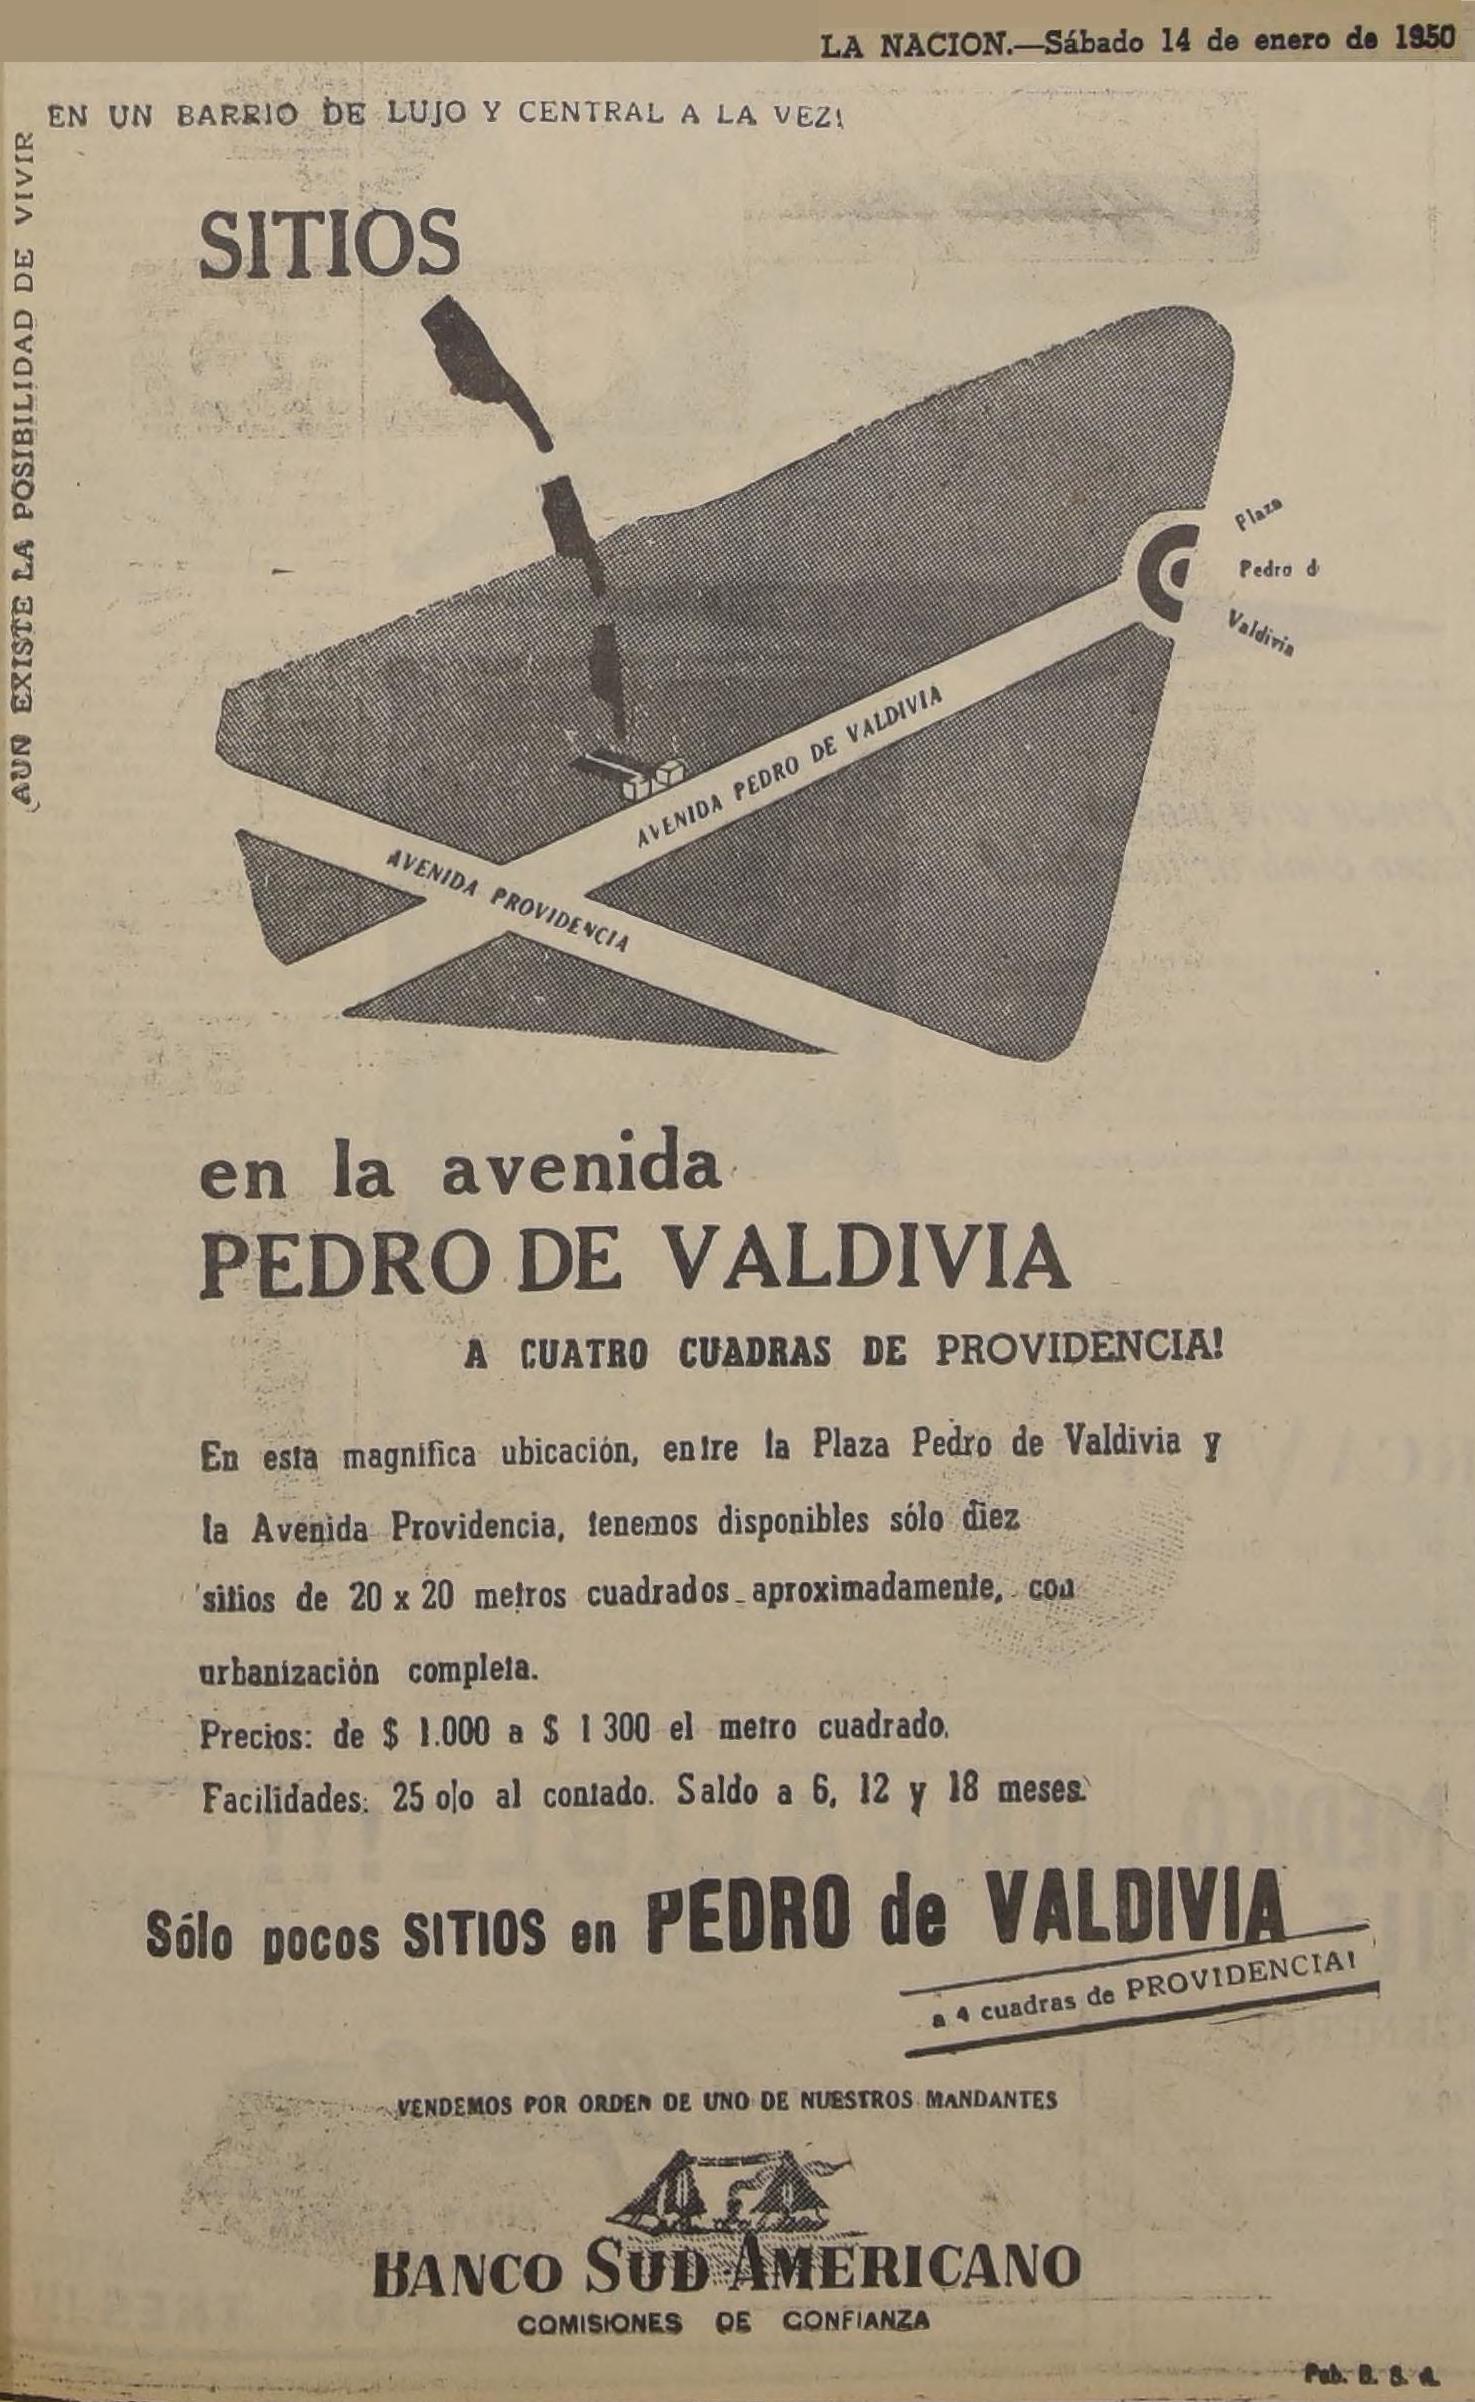 LA NACION.—Sábado 14 de enero de 1950
AUN EXISTE LA POSIBILIDAD DE VIVIR
EN UN BARRIO DE LUJO Y CENTRAL A LA VEZ!
SITIOS
Plaza
Pedro d
Valdivia
AVENIDA PEDRO DE VALDIVIA
AVENIDA PROVIDENCIA
en la avenida
PEDRO DE VALDIVIA
A CUATRO CUADRAS DE PROVIDENCIA!
En esta magnífica ubicación, entre la Plaza Pedro de Valdivia y
la Avenida Providencia, tenemos disponibles sólo diez
sitios de 20 x 20 metros cuadrados aproximadamente, con
urbanización completa.
Precios: de $ 1.000 a $ 1 300 el metro cuadrado.
Facilidades: 25 o|o al contado. Saldo a 6, 12 y 18 meses.
Sólo pocos SITIOS en PEDRO de VALDIVIA
a 4 cuadras de PROVIDENCIA!
VENDEMOS POR ORDEN DE UNO DE NUESTROS MANDANTES
BANCO SUD AMERICANO
COMISIONES DE CONFIANZA
Pub. B. S. A.